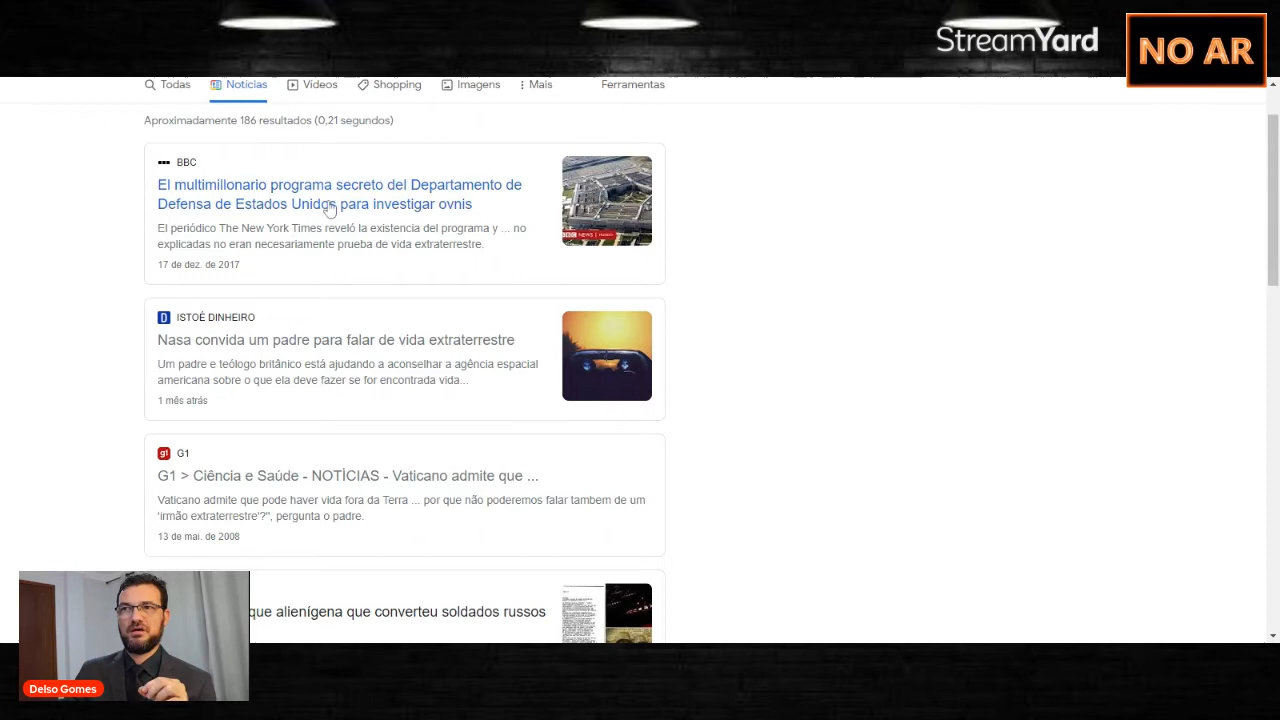 StreamYard
NO AR
Todas Notícias Vídeos Shopping Imagens Mais Ferramentas
Aproximadamente 186 resultados (0,21 segundos)
BBC
El multimillonario programa secreto del Departamento de
Defensa de Estados Unidos para investigar ovnis
El periódico The New York Times reveló la existencia del programa y ... no
explicadas no eran necesariamente prueba de vida extraterrestre.
17 de dez. de 2017
BBC NEWS MUNDO
D ISTOÉ DINHEIRO
Nasa convida um padre para falar de vida extraterrestre
Um padre e teólogo britânico está ajudando a aconselhar a agência espacial
americana sobre o que ela deve fazer se for encontrada vida...
1 mês atrás
g1 G1
G1 > Ciência e Saúde - NOTÍCIAS - Vaticano admite que ...
Vaticano admite que pode haver vida fora da Terra ... por que não poderemos falar tambem de um
'irmão extraterrestre'?", pergunta o padre.
13 de mai. de 2008
que alienígena que converteu soldados russos
Delso Gomes